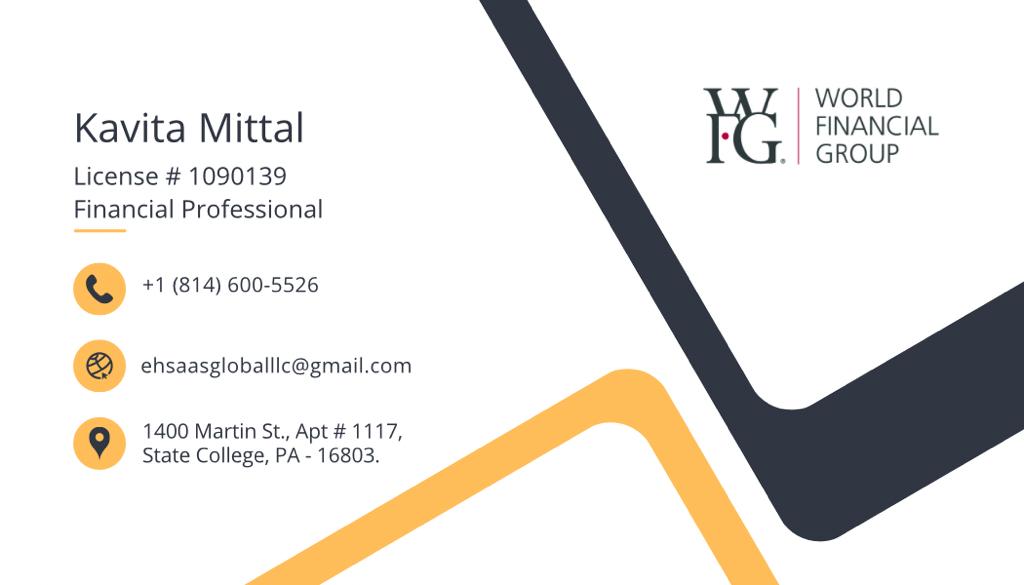 Kavita Mittal
License # 1090139
Financial Professional
+1 (814) 600-5526
ehsaasgloballlc@gmail.com
1400 Martin St., Apt # 1117,
State College, PA - 16803.
WFG®
WORLD
FINANCIAL
GROUP